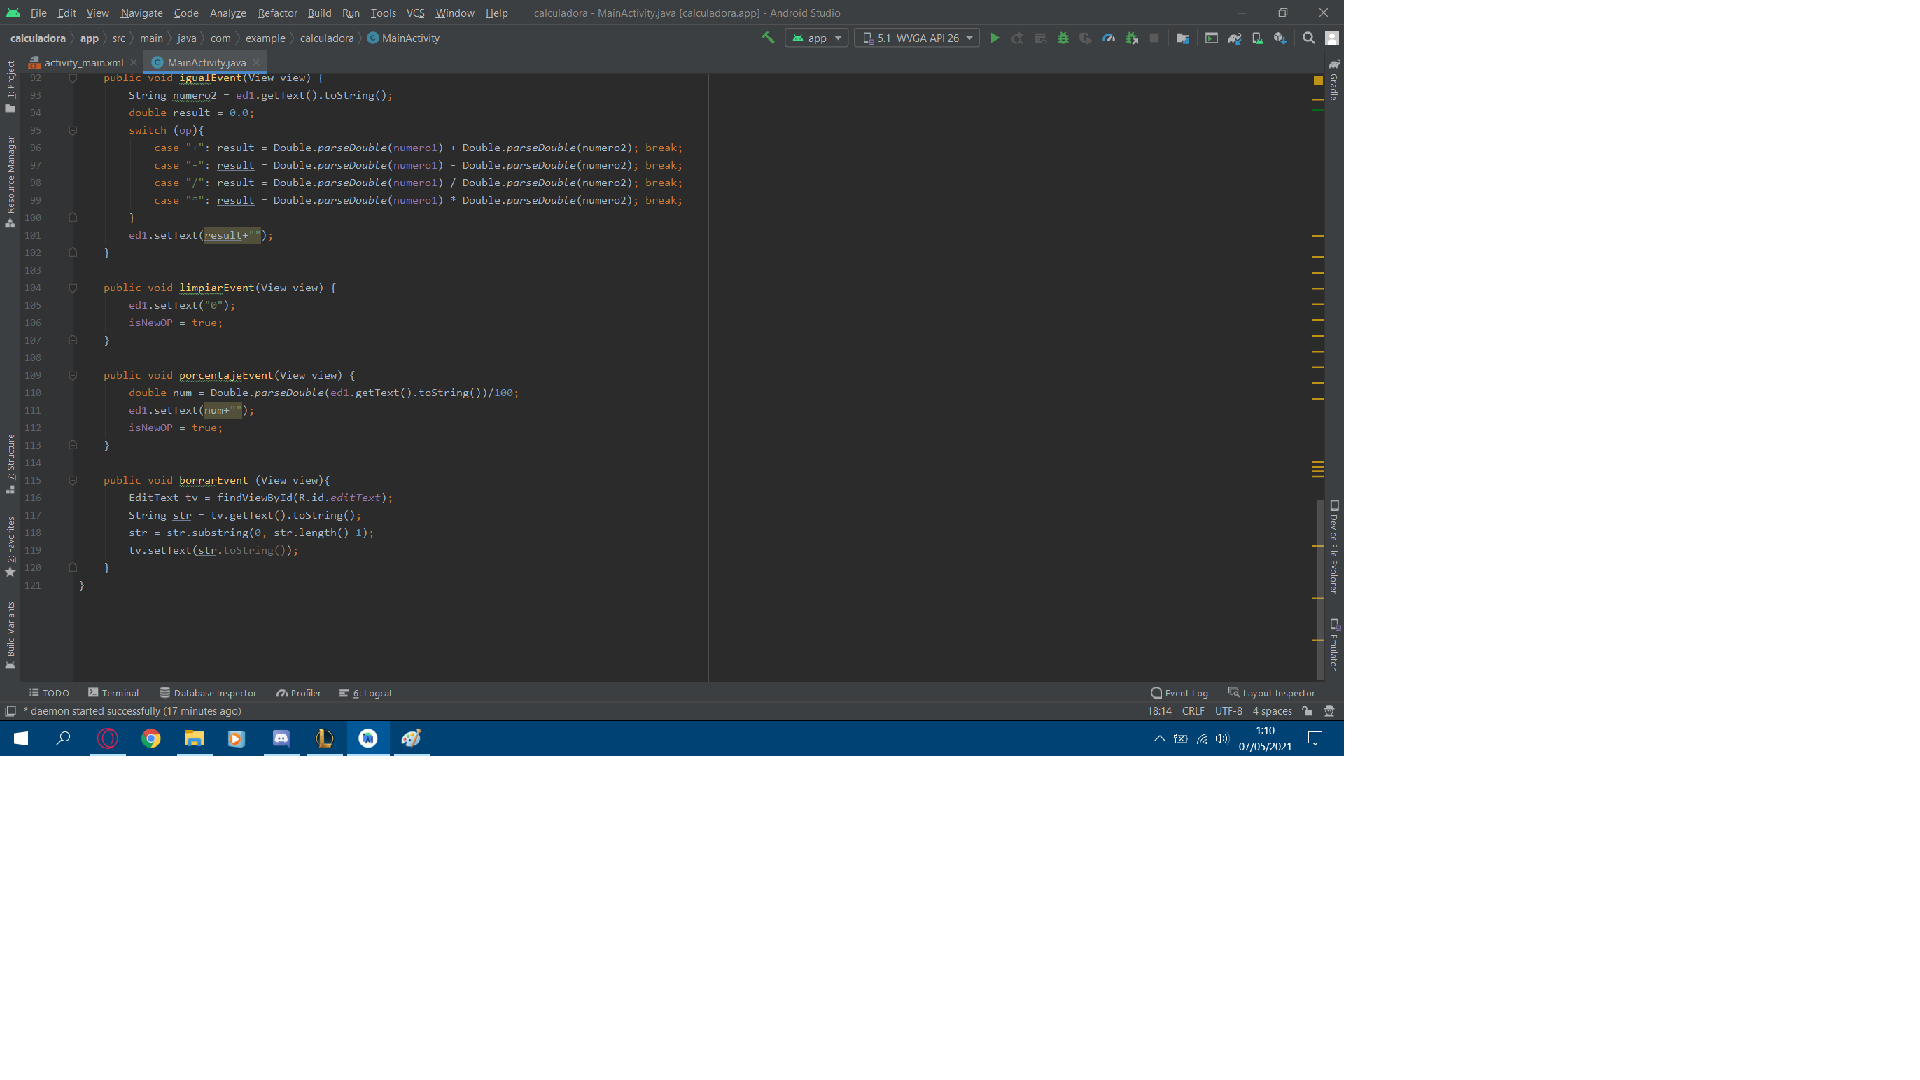 File Edit View Navigate Code Analyze Refactor Build Run Tools VCS Window Help calculadora - MainActivity.java [calculadora.app] - Android Studio
calculadora app src main java com example calculadora MainActivity app 5.1 WVGA API 26
activity_main.xml MainActivity.java
92 public void igualEvent(View view) {
93 String numero2 = ed1.getText().toString();
94 double result = 0.0;
95 switch (op){
96 case "+": result = Double.parseDouble(numero1) + Double.parseDouble(numero2); break;
97 case "-": result = Double.parseDouble(numero1) - Double.parseDouble(numero2); break;
98 case "/": result = Double.parseDouble(numero1) / Double.parseDouble(numero2); break;
99 case "*": result = Double.parseDouble(numero1) * Double.parseDouble(numero2); break;
100 }
101 ed1.setText(result+"");
102 }
103
104 public void limpiarEvent(View view) {
105 ed1.setText("0");
106 isNewOP = true;
107 }
108
109 public void porcentajeEvent(View view) {
110 double num = Double.parseDouble(ed1.getText().toString())/100;
111 ed1.setText(num+"");
112 isNewOP = true;
113 }
114
115 public void borrarEvent (View view){
116 EditText tv = findViewById(R.id.editText);
117 String str = tv.getText().toString();
118 str = str.substring(0, str.length()-1);
119 tv.setText(str.toString());
120 }
121 }
1: Project
Resource Manager
7: Structure
2: Favorites
Build Variants
Gradle
Device File Explorer
Emulator
TODO Terminal Database Inspector Profiler 6: Logcat Event Log Layout Inspector
* daemon started successfully (17 minutes ago) 18:14 CRLF UTF-8 4 spaces
1:10
07/05/2021